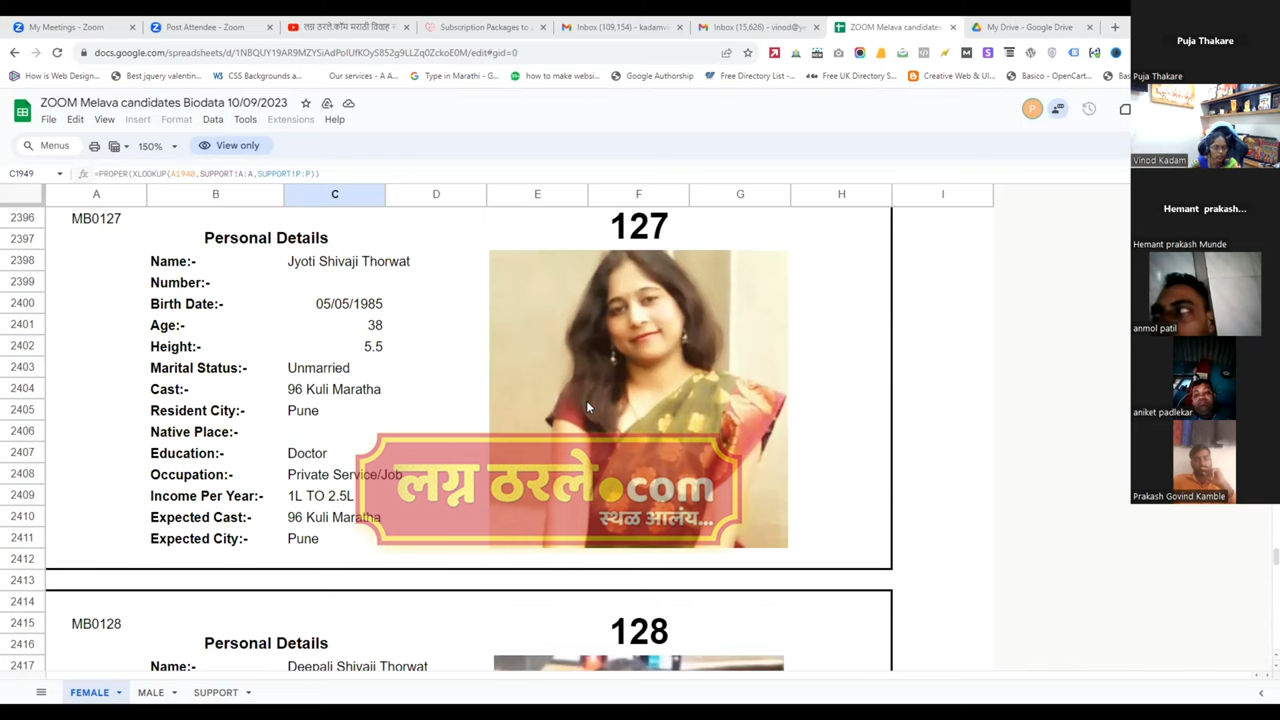 My Meetings - Zoom
Post Attendee - Zoom
लग्न ठरले.कॉम मराठी विवाह
Subscription Packages to
Inbox (109,154) - kadamvi
Inbox (15,626) - vinod@ye
ZOOM Melava candidates
My Drive - Google Drive
docs.google.com/spreadsheets/d/1NBQUY19AR9MZYSiAdPolUfKOyS852g9LLZq0ZckoE0M/edit#gid=0
How is Web Design...
Best jquery valentin...
CSS Backgrounds a...
Our services - A A...
Type in Marathi - G...
how to make websi...
Google Authorship
Free Directory List -...
Free UK Directory S...
Creative Web & UI...
Basico - OpenCart...
ZOOM Melava candidates Biodata 10/09/2023
File Edit View Insert Format Data Tools Extensions Help
Menus
150%
View only
C1949
=PROPER(XLOOKUP(A1940,SUPPORT!A:A,SUPPORT!P:P))
A B C D E F G H I
2396 MB0127 127
2397 Personal Details
2398 Name:- Jyoti Shivaji Thorwat
2399 Number:-
2400 Birth Date:- 05/05/1985
2401 Age:- 38
2402 Height:- 5.5
2403 Marital Status:- Unmarried
2404 Cast:- 96 Kuli Maratha
2405 Resident City:- Pune
2406 Native Place:-
2407 Education:- Doctor
2408 Occupation:- Private Service/Job
2409 Income Per Year:- 1L TO 2.5L
2410 Expected Cast:- 96 Kuli Maratha
2411 Expected City:- Pune
2412
2413
2414
2415 MB0128 128
2416 Personal Details
2417 Name:- Deepali Shivaji Thorwat
लग्न ठरले.com
स्थळ आलंय...
FEMALE MALE SUPPORT
Puja Thakare
Puja Thakare
Vinod Kadam
Hemant prakash...
Hemant prakash Munde
anmol patil
aniket padlekar
Prakash Govind Kamble